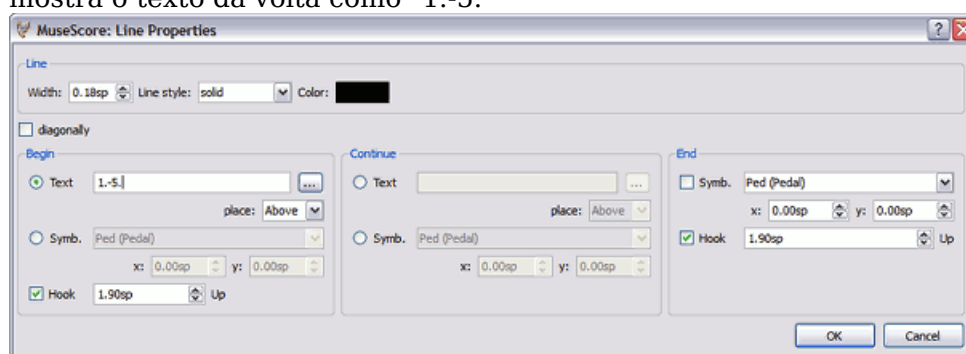 mostra o texto da volta como "1.-5.
MuseScore: Line Properties
Line
Width: 0.18sp Line style: solid Color:
diagonally
Begin Continue End
Text 1.-5. ... Text ... Symb. Ped (Pedal)
place: Above place: Above x: 0.00sp y: 0.00sp
Symb. Ped (Pedal) Symb. Ped (Pedal) Hook 1.90sp Up
x: 0.00sp y: 0.00sp x: 0.00sp y: 0.00sp
Hook 1.90sp Up
OK Cancel